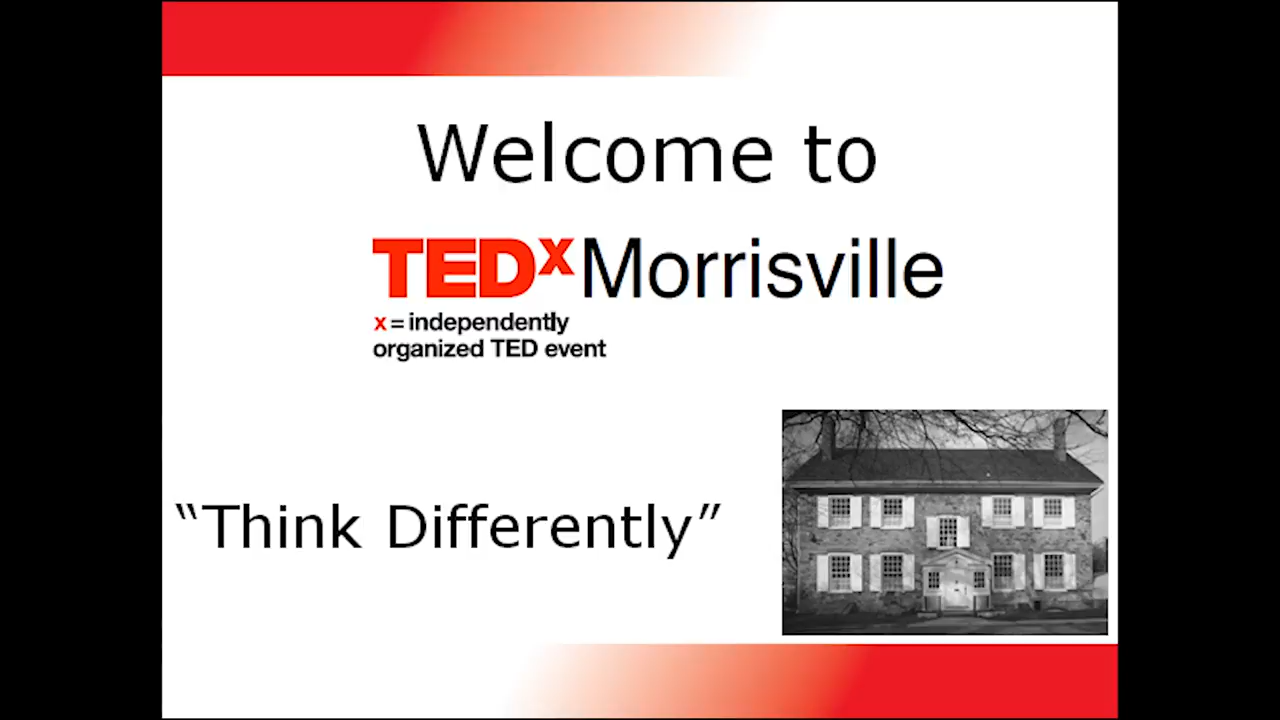 Welcome to
TEDx Morrisville
x = independently
organized TED event
“Think Differently”